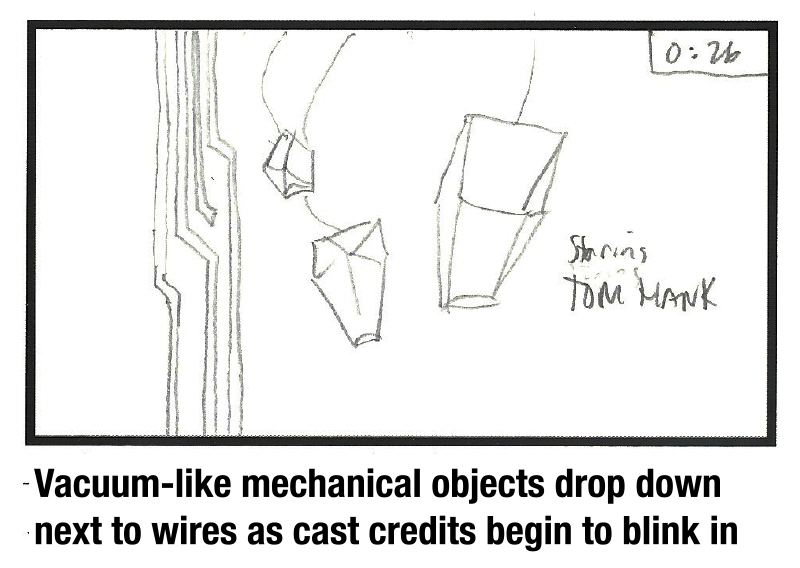 0:26
Starring
TOM HANK
-Vacuum-like mechanical objects drop down
next to wires as cast credits begin to blink in